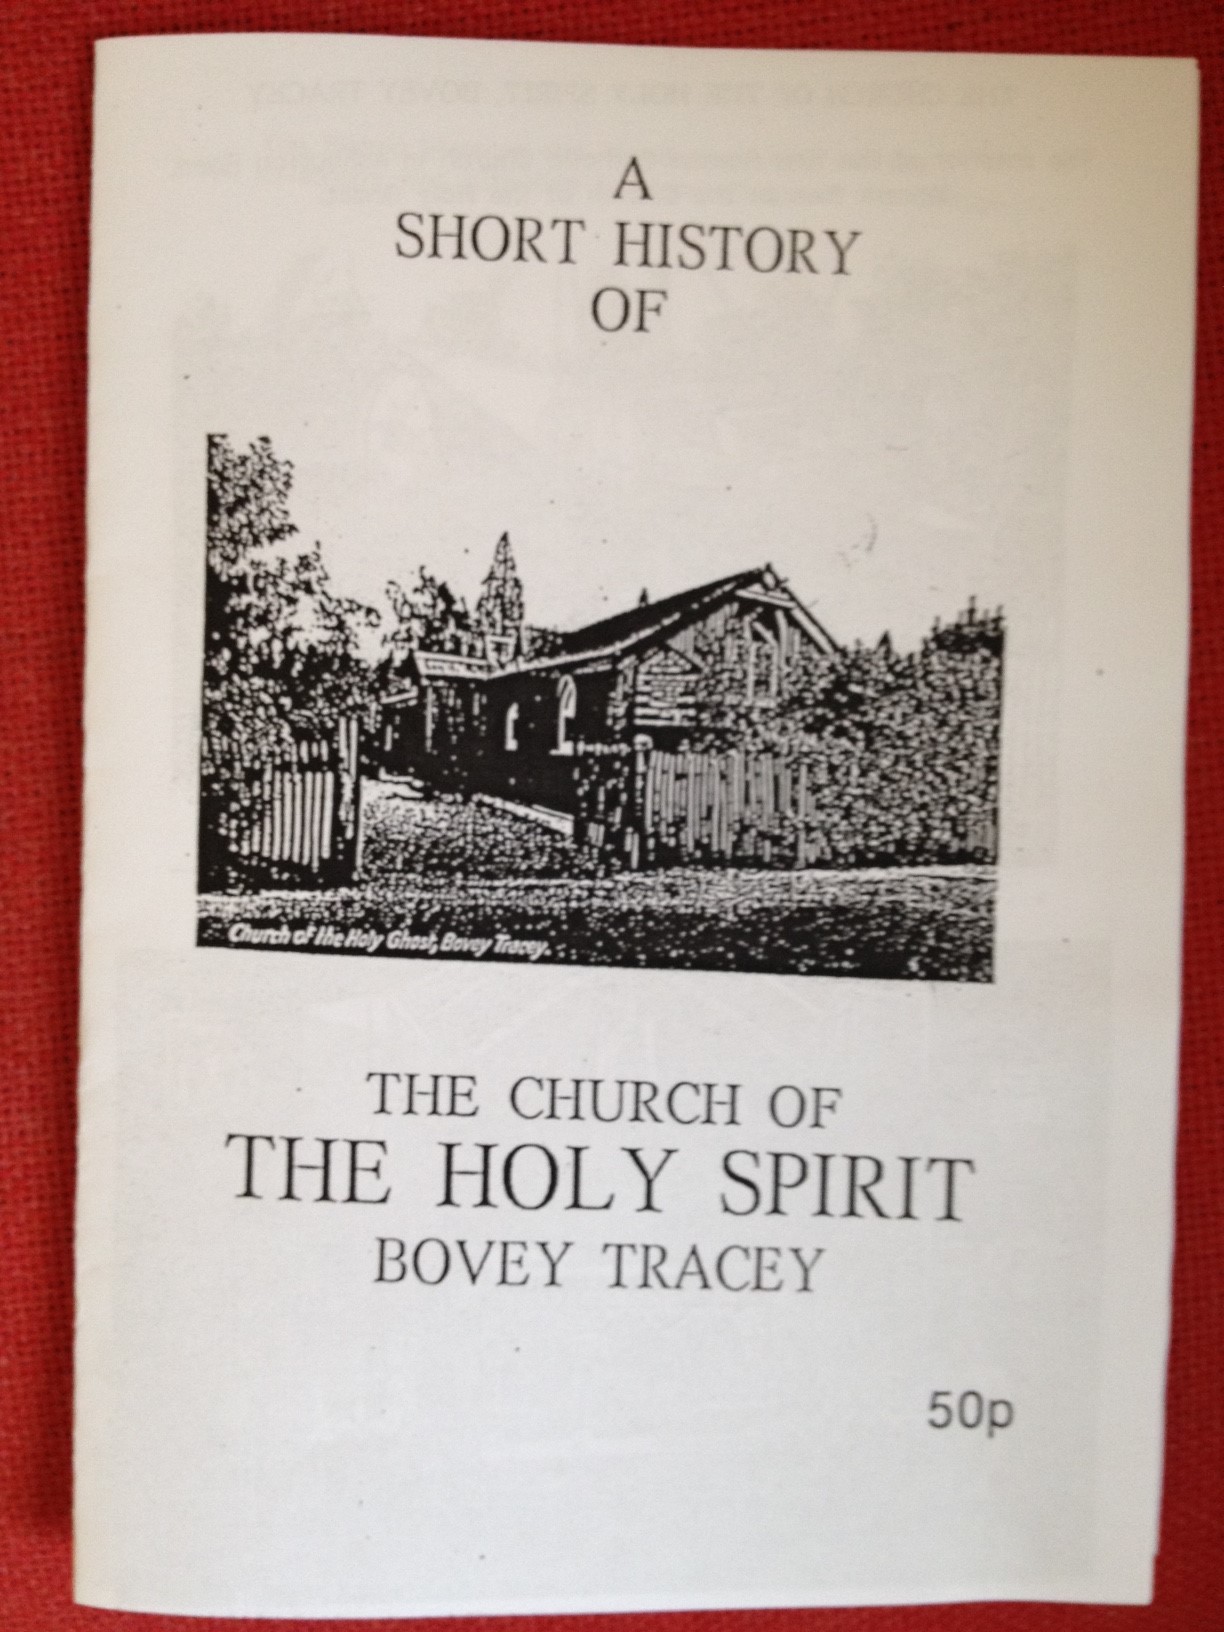 A
SHORT HISTORY
OF
Church of the Holy Ghost, Bovey Tracey.
THE CHURCH OF
THE HOLY SPIRIT
BOVEY TRACEY
50p